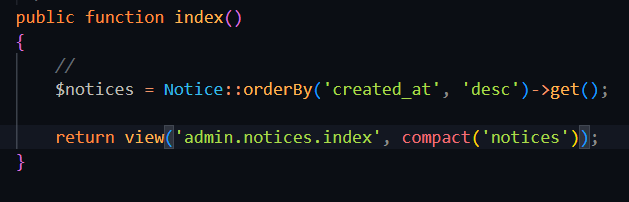 public function index()
{
//
$notices = Notice::orderBy('created_at', 'desc')->get();
return view('admin.notices.index', compact('notices'));
}